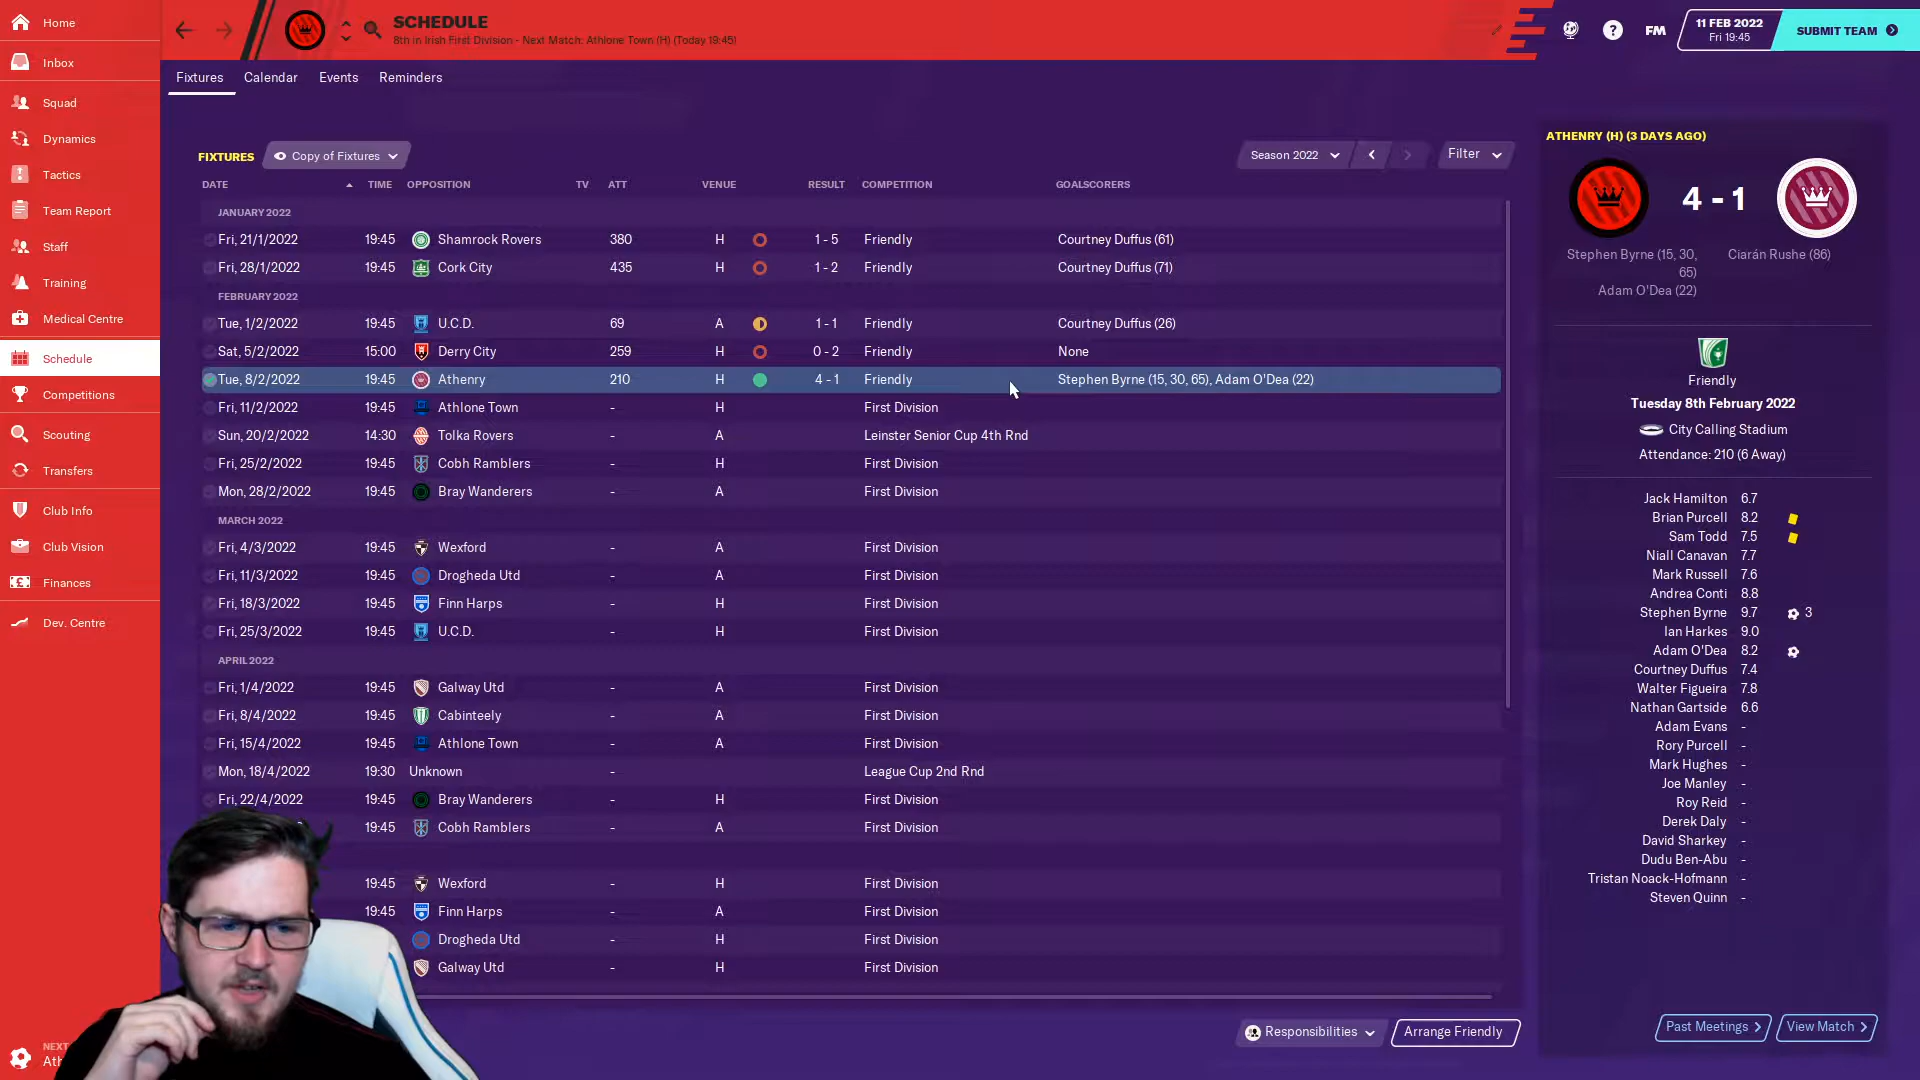 Home
Inbox
Squad
Dynamics
Tactics
Team Report
Staff
Training
Medical Centre
Schedule
Competitions
Scouting
Transfers
Club Info
Club Vision
Finances
Dev. Centre
NEXT
Ath
SCHEDULE
8th in Irish First Division - Next Match: Athlone Town (H) (Today 19:45)
FM
11 FEB 2022
Fri 19:45
SUBMIT TEAM
Fixtures Calendar Events Reminders
FIXTURES Copy of Fixtures Season 2022 Filter
DATE TIME OPPOSITION TV ATT VENUE RESULT COMPETITION GOALSCORERS
JANUARY 2022
Fri, 21/1/2022 19:45 Shamrock Rovers 380 H 1 - 5 Friendly Courtney Duffus (61)
Fri, 28/1/2022 19:45 Cork City 435 H 1 - 2 Friendly Courtney Duffus (71)
FEBRUARY 2022
Tue, 1/2/2022 19:45 U.C.D. 69 A 1 - 1 Friendly Courtney Duffus (26)
Sat, 5/2/2022 15:00 Derry City 259 H 0 - 2 Friendly None
Tue, 8/2/2022 19:45 Athenry 210 H 4 - 1 Friendly Stephen Byrne (15, 30, 65), Adam O'Dea (22)
Fri, 11/2/2022 19:45 Athlone Town - H First Division
Sun, 20/2/2022 14:30 Tolka Rovers - A Leinster Senior Cup 4th Rnd
Fri, 25/2/2022 19:45 Cobh Ramblers - H First Division
Mon, 28/2/2022 19:45 Bray Wanderers - A First Division
MARCH 2022
Fri, 4/3/2022 19:45 Wexford - A First Division
Fri, 11/3/2022 19:45 Drogheda Utd - A First Division
Fri, 18/3/2022 19:45 Finn Harps - H First Division
Fri, 25/3/2022 19:45 U.C.D. - H First Division
APRIL 2022
Fri, 1/4/2022 19:45 Galway Utd - A First Division
Fri, 8/4/2022 19:45 Cabinteely - A First Division
Fri, 15/4/2022 19:45 Athlone Town - A First Division
Mon, 18/4/2022 19:30 Unknown - League Cup 2nd Rnd
Fri, 22/4/2022 19:45 Bray Wanderers - H First Division
19:45 Cobh Ramblers - A First Division
19:45 Wexford - H First Division
19:45 Finn Harps - A First Division
Drogheda Utd - H First Division
Galway Utd - H First Division
Responsibilities Arrange Friendly
ATHENRY (H) (3 DAYS AGO)
4 - 1
Stephen Byrne (15, 30, Ciarán Rushe (86)
65)
Adam O'Dea (22)
Friendly
Tuesday 8th February 2022
City Calling Stadium
Attendance: 210 (6 Away)
Jack Hamilton 6.7
Brian Purcell 8.2
Sam Todd 7.5
Niall Canavan 7.7
Mark Russell 7.6
Andrea Conti 8.8
Stephen Byrne 9.7 3
Ian Harkes 9.0
Adam O'Dea 8.2
Courtney Duffus 7.4
Walter Figueira 7.8
Nathan Gartside 6.6
Adam Evans -
Rory Purcell -
Mark Hughes -
Joe Manley -
Roy Reid -
Derek Daly -
David Sharkey -
Dudu Ben-Abu -
Tristan Noack-Hofmann -
Steven Quinn -
Past Meetings View Match